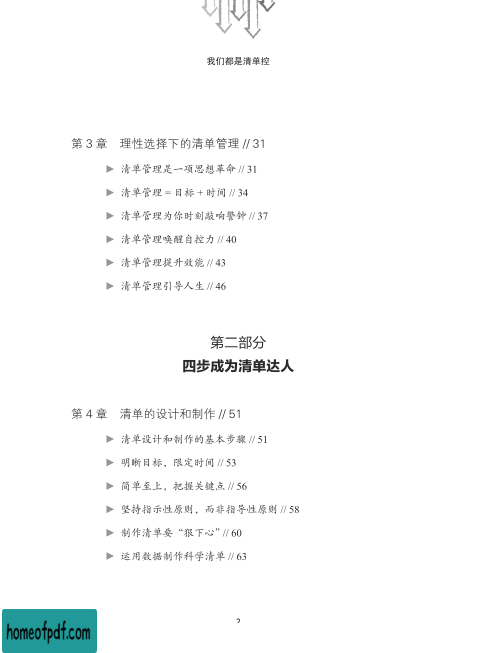 我们都是清单控
第 3 章 理性选择下的清单管理 // 31
▶ 清单管理是一项思想革命 // 31
▶ 清单管理 = 目标 + 时间 // 34
▶ 清单管理为你时刻敲响警钟 // 37
▶ 清单管理唤醒自控力 // 40
▶ 清单管理提升效能 // 43
▶ 清单管理引导人生 // 46
第二部分
四步成为清单达人
第 4 章 清单的设计和制作 // 51
▶ 清单设计和制作的基本步骤 // 51
▶ 明晰目标，限定时间 // 53
▶ 简单至上，把握关键点 // 56
▶ 坚持指示性原则，而非指导性原则 // 58
▶ 制作清单要“狠下心” // 60
▶ 运用数据制作科学清单 // 63
2
homeofpdf.com